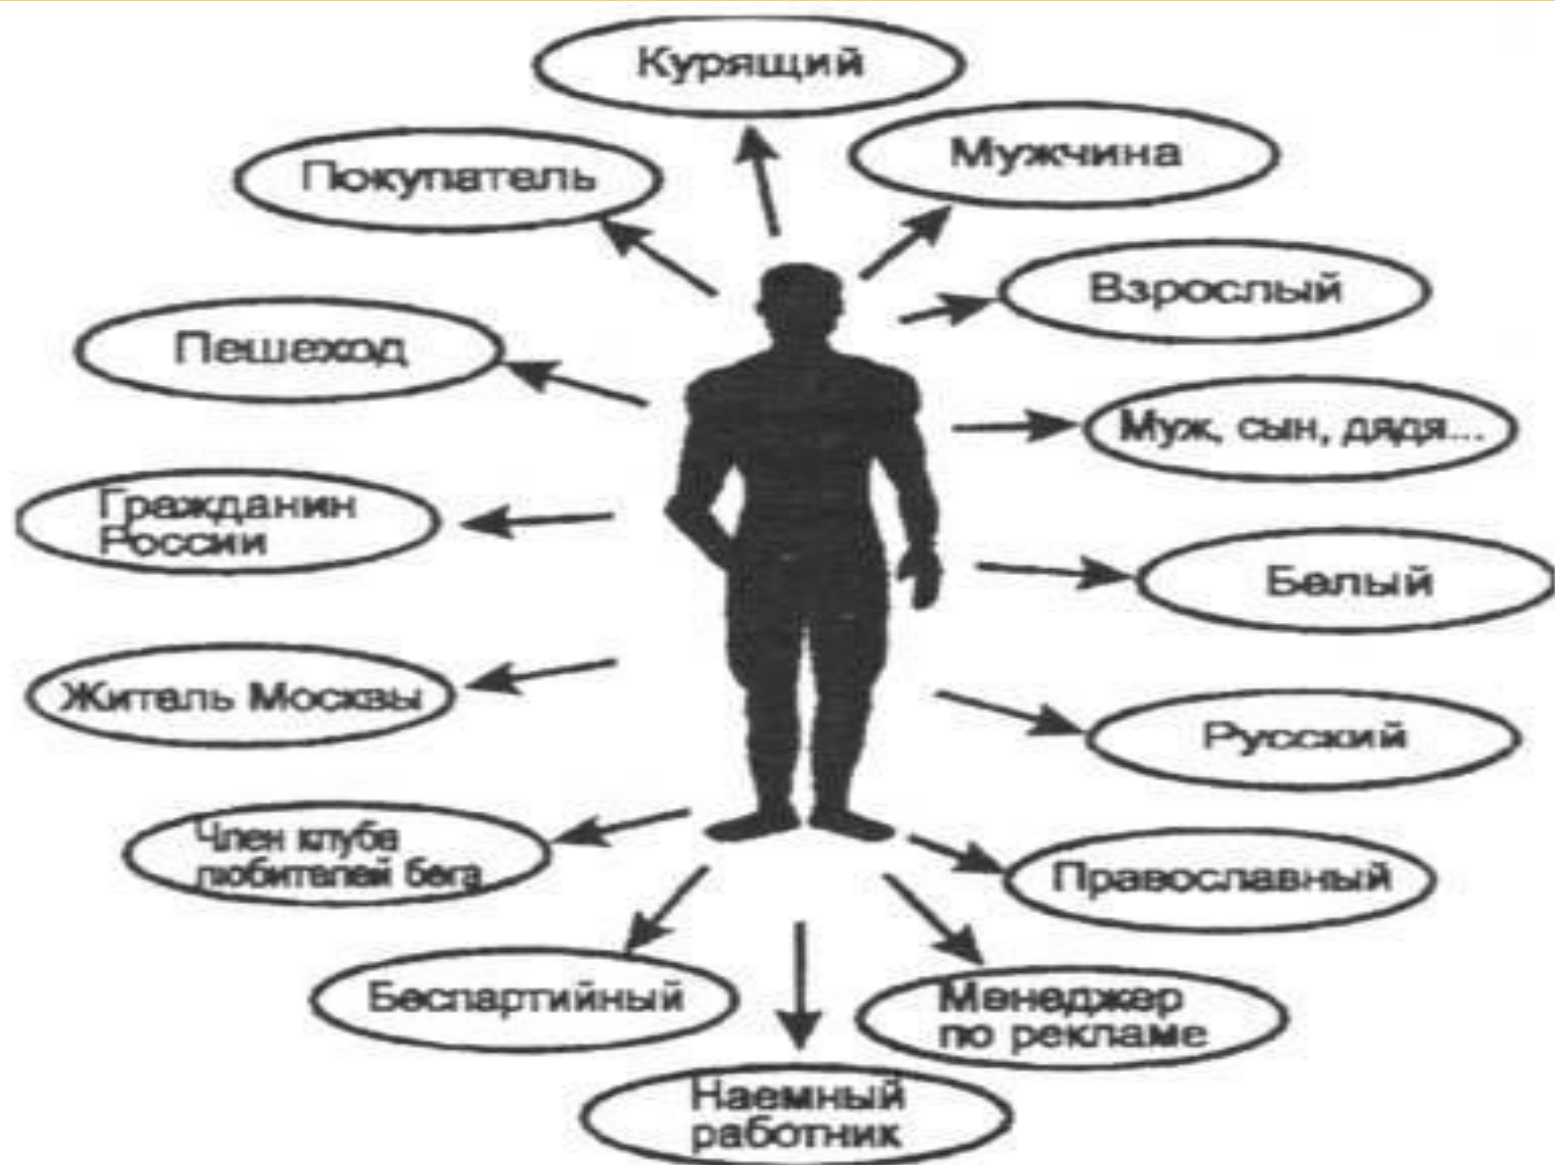 Курящий
Мужчина
Покупатель
Взрослый
Пешеход
Муж, сын, дядя...
Гражданин
России
Белый
Житель Москвы
Русский
Член клуба
любителей бега
Православный
Беспартийный
Менеджер
по рекламе
Наемный
работник